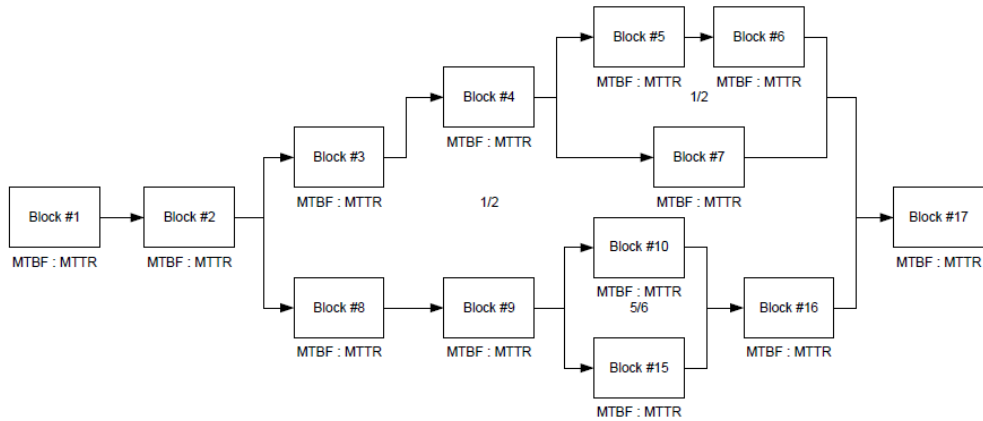 Block #5
Block #6
MTBF : MTTR
MTBF : MTTR
1/2
Block #4
MTBF : MTTR
Block #3
MTBF : MTTR
Block #7
MTBF : MTTR
Block #1
MTBF : MTTR
Block #2
MTBF : MTTR
1/2
Block #17
MTBF : MTTR
Block #10
MTBF : MTTR
5/6
Block #8
MTBF : MTTR
Block #9
MTBF : MTTR
Block #16
MTBF : MTTR
Block #15
MTBF : MTTR